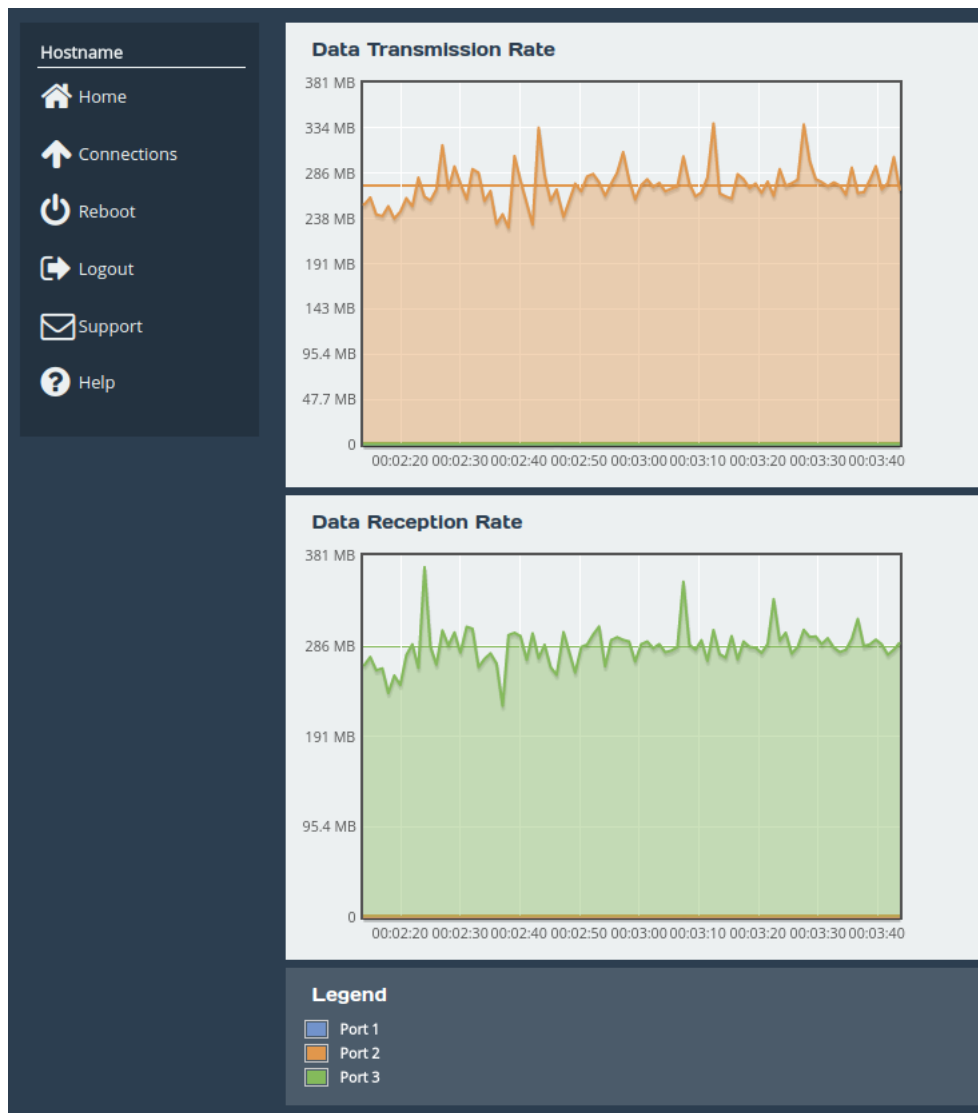 Hostname
Home
Connections
Reboot
Logout
Support
Help
Data Transmission Rate
381 MB
334 MB
286 MB
238 MB
191 MB
143 MB
95.4 MB
47.7 MB
0
00:02:20 00:02:30 00:02:40 00:02:50 00:03:00 00:03:10 00:03:20 00:03:30 00:03:40
Data Reception Rate
381 MB
286 MB
191 MB
95.4 MB
0
00:02:20 00:02:30 00:02:40 00:02:50 00:03:00 00:03:10 00:03:20 00:03:30 00:03:40
Legend
Port 1
Port 2
Port 3